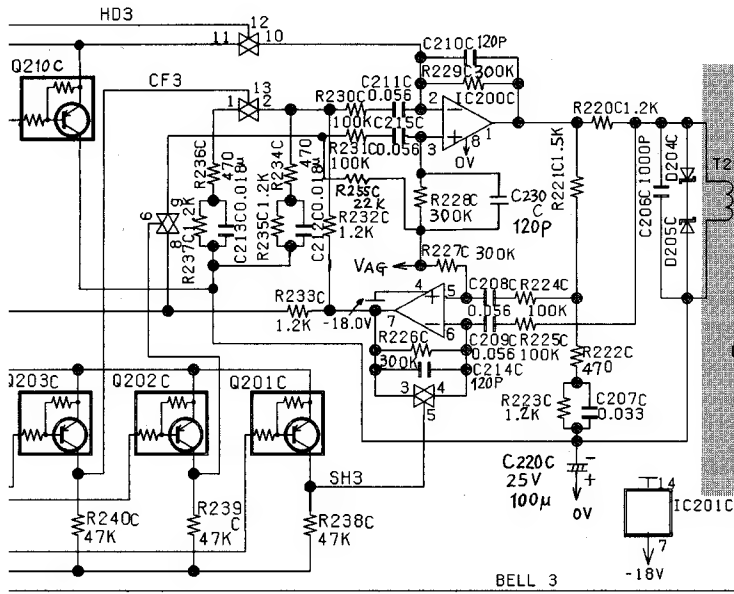 HD3
12
11
10
C210C
120P
Q210C
CF3
13
1
2
C211C
R229C
300K
R230C
0.056
2
IC200C
100K
C215C
R220C
1.2K
R231C
0.056
3
8
1
100K
0V
R236C
470
R234C
470
R221C
1.5K
C206C
1000P
D204C
T2
D205C
R255C
22K
R228C
300K
C230
C
120P
6
9
8
R237C
1.2K
C213C
0.018μ
R235C
1.2K
C212C
0.018μ
R232C
1.2K
R227C
300K
VAG
4
5
C208C
R224C
0.056
100K
R233C
1.2K
-18.0V
7
6
C209C
R226C
0.056
R225C
100K
300K
C214C
120P
R222C
470
3
4
5
R223C
1.2K
C207C
0.033
Q203C
Q202C
Q201C
C220C
25V
100μ
-
+
0V
14
IC201C
7
-18V
SH3
R240C
47K
R239
C
47K
R238C
47K
BELL 3